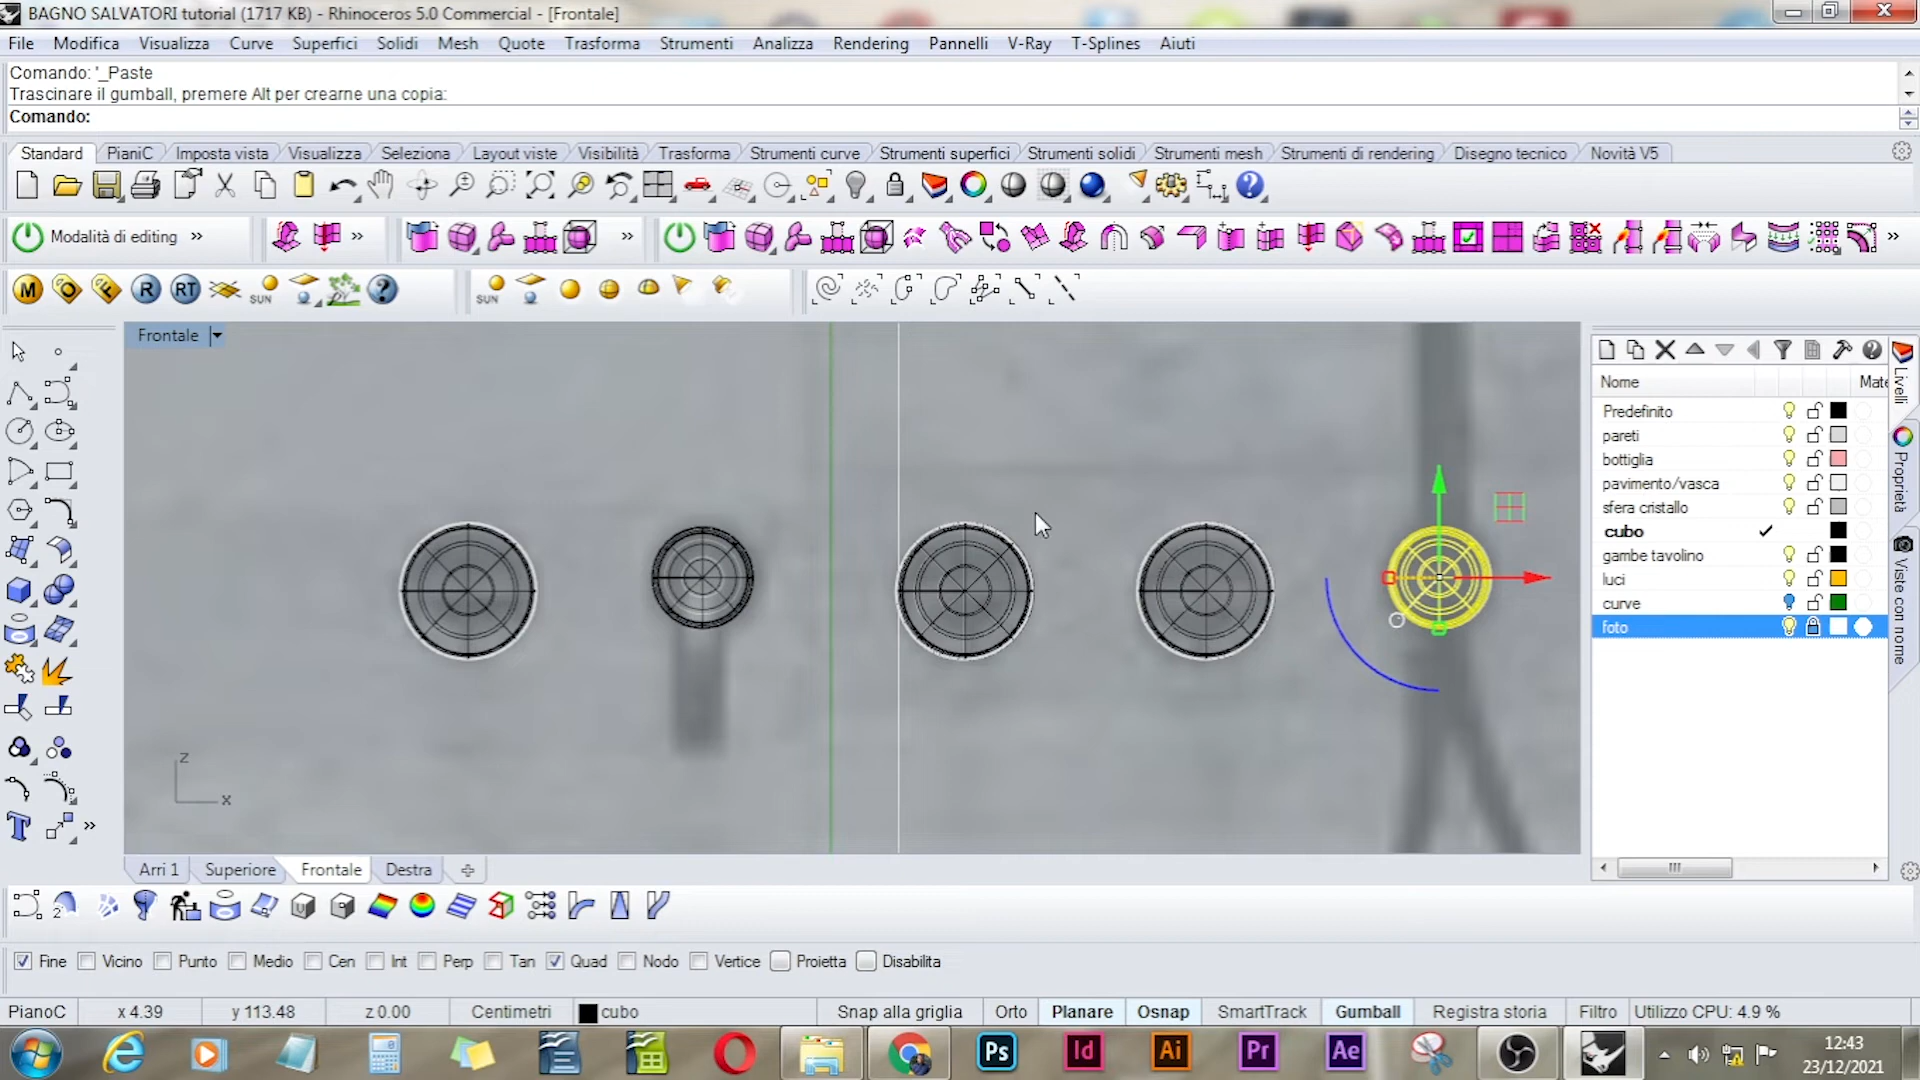 BAGNO SALVATORI tutorial (1717 KB) - Rhinoceros 5.0 Commercial - [Frontale]
File Modifica Visualizza Curve Superfici Solidi Mesh Quote Trasforma Strumenti Analizza Rendering Pannelli V-Ray T-Splines Aiuti
Comando: '_Paste
Trascinare il gumball, premere Alt per crearne una copia:
Comando:
Standard PianiC Imposta vista Visualizza Seleziona Layout viste Visibilità Trasforma Strumenti curve Strumenti superfici Strumenti solidi Strumenti mesh Strumenti di rendering Disegno tecnico Novità V5
Modalità di editing
M O F R RT SUN SUN
Frontale
Nome Mate
Predefinito
pareti
bottiglia
pavimento/vasca
sfera cristallo
cubo
gambe tavolino
luci
curve
foto
Livelli
Proprietà
Viste con nome
z
x
Arri 1 Superiore Frontale Destra
Fine Vicino Punto Medio Cen Int Perp Tan Quad Nodo Vertice Proietta Disabilita
PianoC x 4.39 y 113.48 z 0.00 Centimetri cubo Snap alla griglia Orto Planare Osnap SmartTrack Gumball Registra storia Filtro Utilizzo CPU: 4.9 %
Ps Id Ai Pr Ae
12:43
23/12/2021